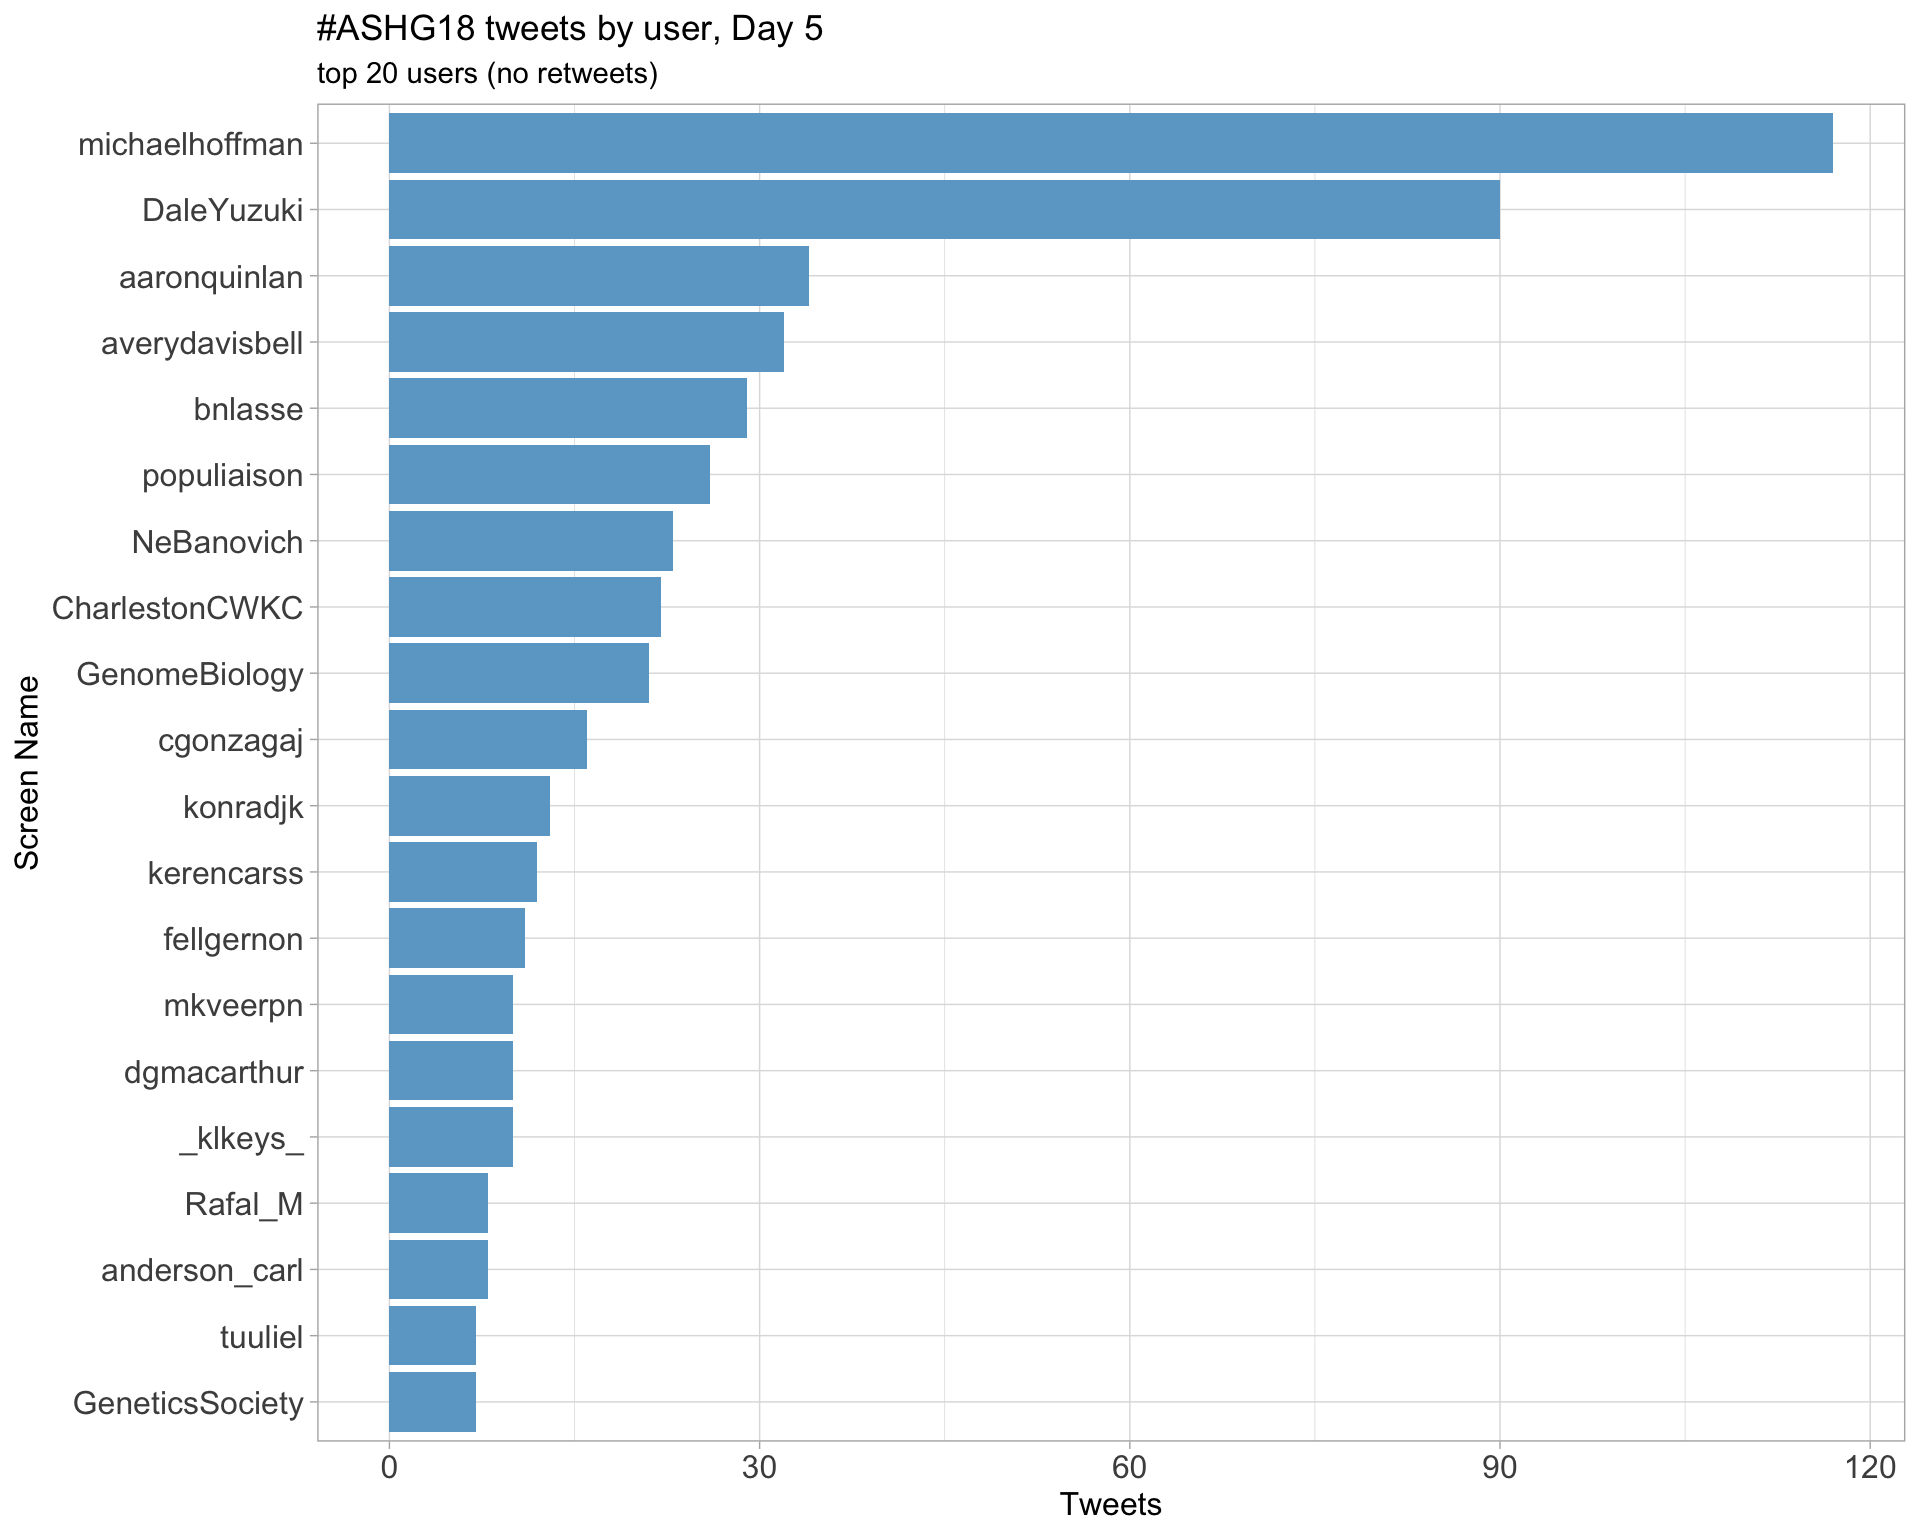 #ASHG18 tweets by user, Day 5
top 20 users (no retweets)
Screen Name
michaelhoffman
DaleYuzuki
aaronquinlan
averydavisbell
bnlasse
populiaison
NeBanovich
CharlestonCWKC
GenomeBiology
cgonzagaj
konradjk
kerencarss
fellgernon
mkveerpn
dgmacarthur
_klkeys_
Rafal_M
anderson_carl
tuuliel
GeneticsSociety
0 30 60 90 120
Tweets